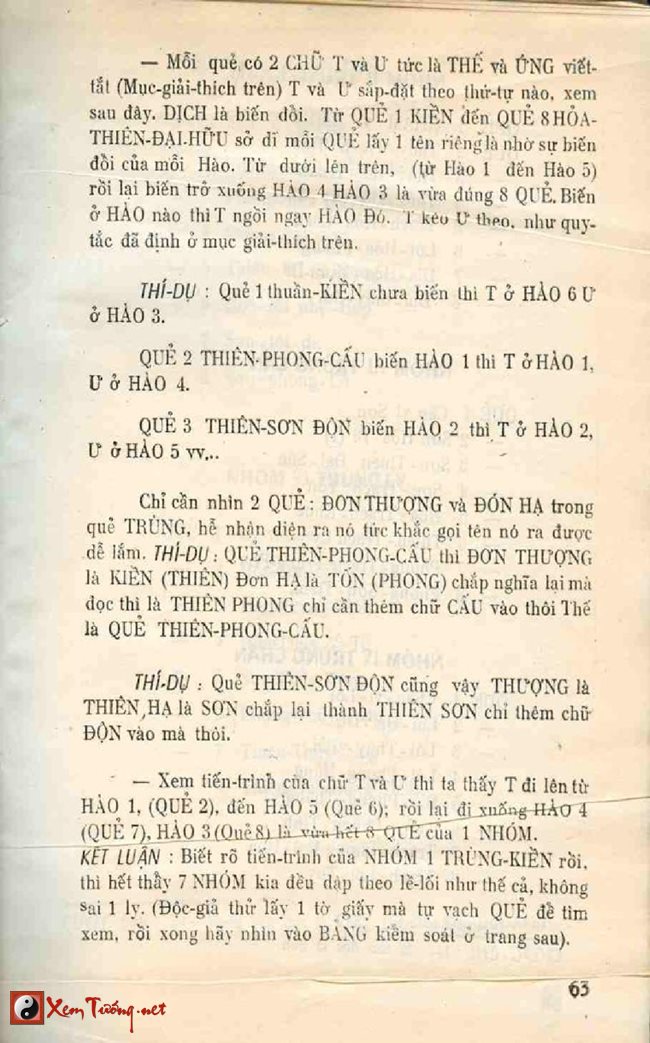 — Mỗi quẻ có 2 CHỮ T và Ư tức là THẾ và ỨNG viết-
tắt (Mục-giải-thích trên) T và Ư sắp-đặt theo thứ-tự nào, xem
sau đây. DỊCH là biến dồi. Từ QUẺ 1 KIỀN đến QUẺ 8 HỎA-
THIÊN-ĐẠI-HỮU sở dĩ mỗi QUẺ lấy 1 tên riêng là nhờ sự biến
đồi của mỗi Hào. Từ dưới lên trên, (từ Hào 1 đến Hào 5)
rồi lại biến trở xuống HÀO 4 HÀO 3 là vừa đúng 8 QUẺ. Biến
ở HÀO nào thì T ngồi ngay HÀO Đó. T kéo Ư theo, như quy-
tắc đã định ở mục giải-thích trên.
THÍ-DỤ : Quẻ 1 thuần-KIỀN chưa biến thì T ở HÀO 6 Ư
ở HÀO 3.
QUẺ 2 THIÊN-PHONG-CẤU biến HÀO 1 thì T ở HÀO 1,
Ư ở HÀO 4.
QUẺ 3 THIÊN-SƠN ĐỘN biến HÀO 2 thì T ở HÀO 2,
Ư ở HÀO 5 vv...
Chỉ cần nhìn 2 QUẺ : ĐƠN THƯỢNG và ĐÓN HẠ trong
quẻ TRÙNG, hễ nhận diện ra nó tức khắc gọi tên nó ra được
dễ lắm. THÍ-DỤ : QUẺ THIÊN-PHONG-CẤU thì ĐƠN THƯỢNG
là KIỀN (THIÊN) Đơn HẠ là TỐN (PHONG) chắp nghĩa lại mà
đọc thì là THIÊN PHONG chỉ cần thêm chữ CẤU vào thôi Thế
là QUẺ THIÊN-PHONG-CẤU.
THÍ-DỤ : Quẻ THIÊN-SƠN ĐỘN cũng vậy THƯỢNG là
THIÊN, HẠ là SƠN chắp lại thành THIÊN SƠN chỉ thêm chữ
ĐỘN vào mà thôi.
— Xem tiến-trình của chữ T và Ư thì ta thấy T đi lên từ
HÀO 1, (QUẺ 2), đến HÀO 5 (Quẻ 6); rồi lại đi xuống HÀO 4
(QUẺ 7), HÀO 3 (Quẻ 8) là vừa hết 8 QUẺ của 1 NHÓM.
KẾT LUẬN : Biết rõ tiến-trình của NHÓM 1 TRÙNG-KIỀN rồi,
thì hết thẩy 7 NHÓM kia đều dập theo lề-lối như thế cả, không
sai 1 ly. (Độc-giả thử lấy 1 tờ giấy mà tự vạch QUẺ đề tìm
xem, rồi xong hãy nhìn vào BẢNG kiềm soát ở trang sau).
63
XemTướng.net